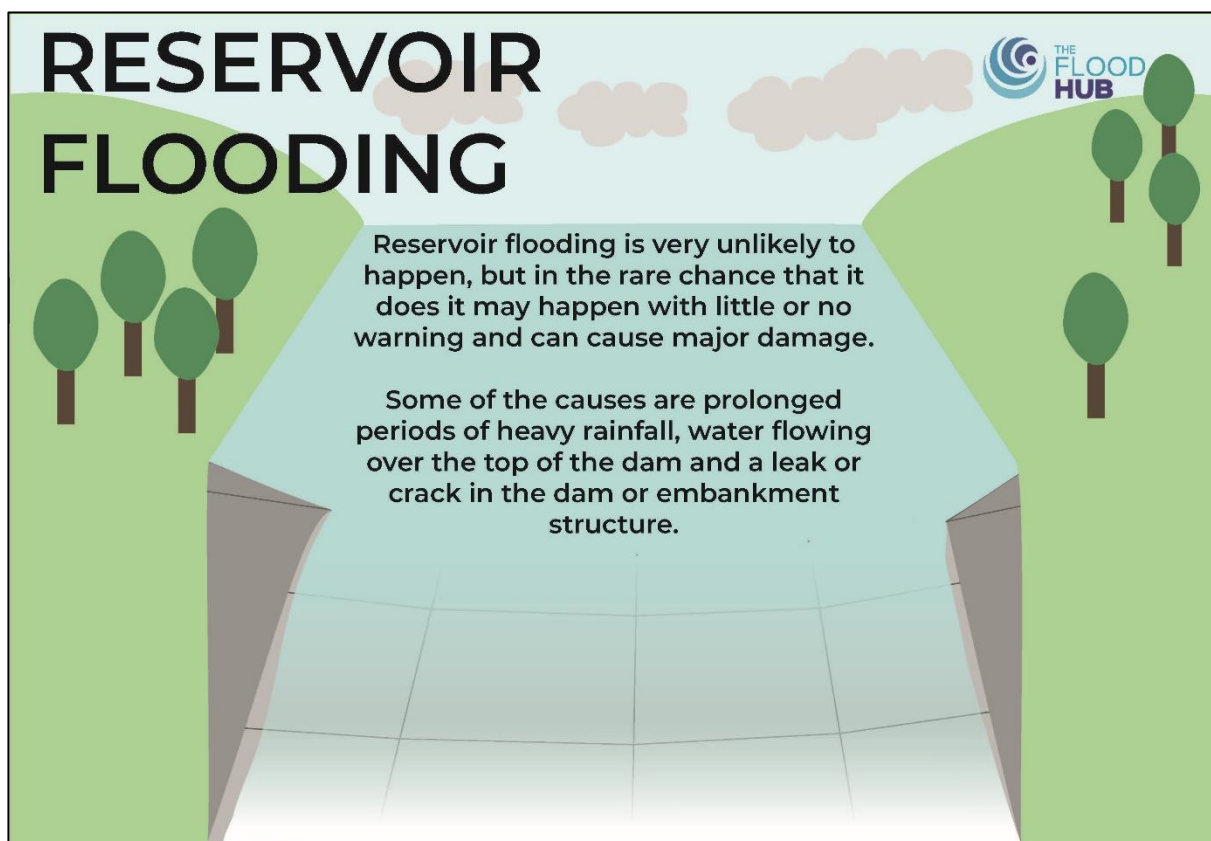 RESERVOIR
FLOODING
THE
FLOOD
HUB
Reservoir flooding is very unlikely to
happen, but in the rare chance that it
does it may happen with little or no
warning and can cause major damage.
Some of the causes are prolonged
periods of heavy rainfall, water flowing
over the top of the dam and a leak or
crack in the dam or embankment
structure.